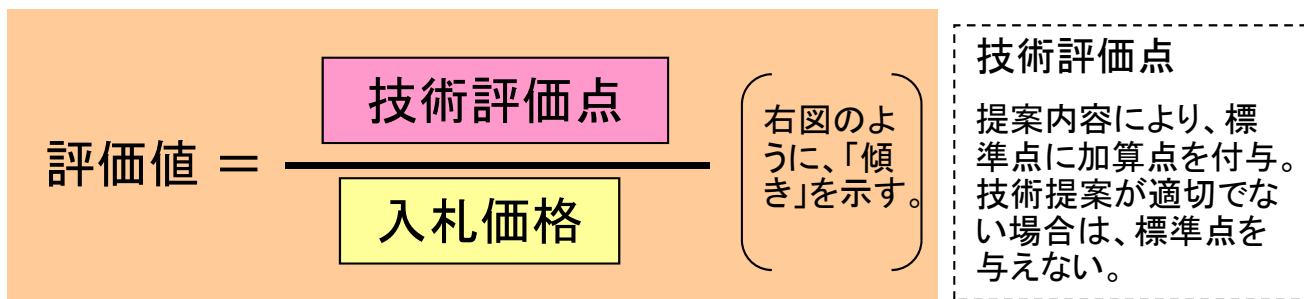 評価値 =
技術評価点
入札価格
右図のよ
うに、「傾
き」を示す。
技術評価点
提案内容により、標
準点に加算点を付与。
技術提案が適切でな
い場合は、標準点を
与えない。